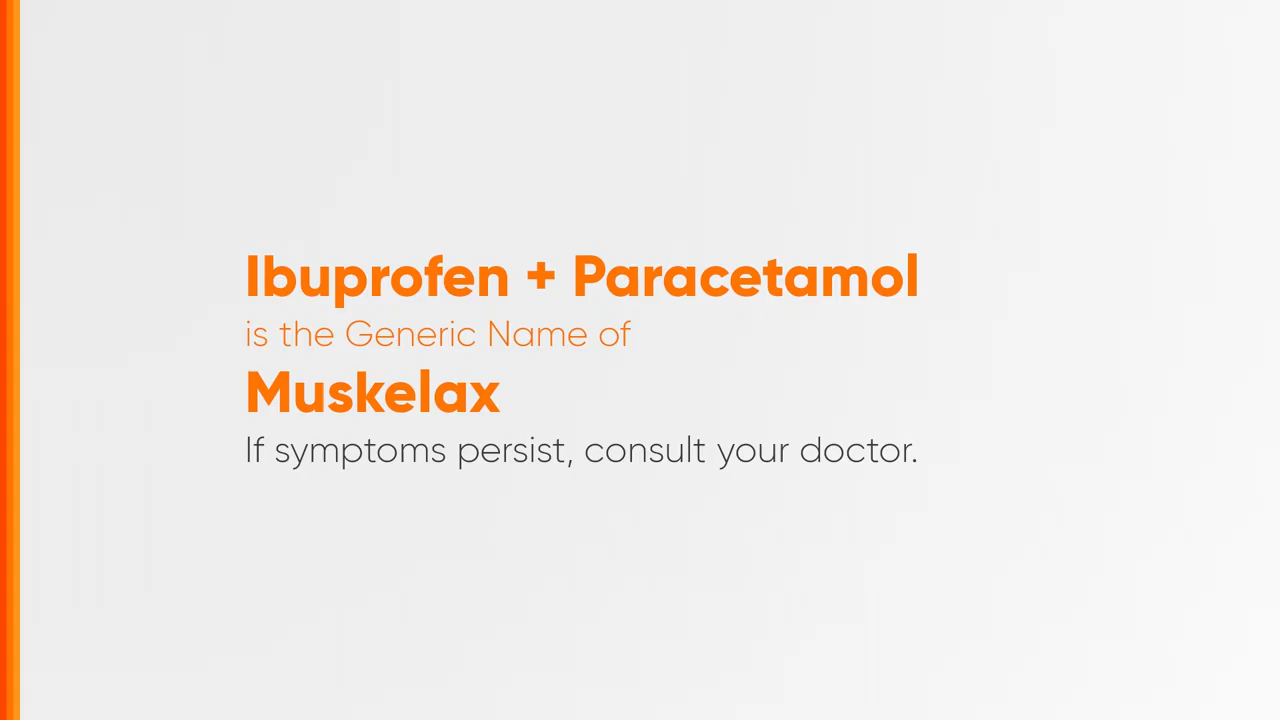 Ibuprofen + Paracetamol
is the Generic Name of
Muskelax
If symptoms persist, consult your doctor.